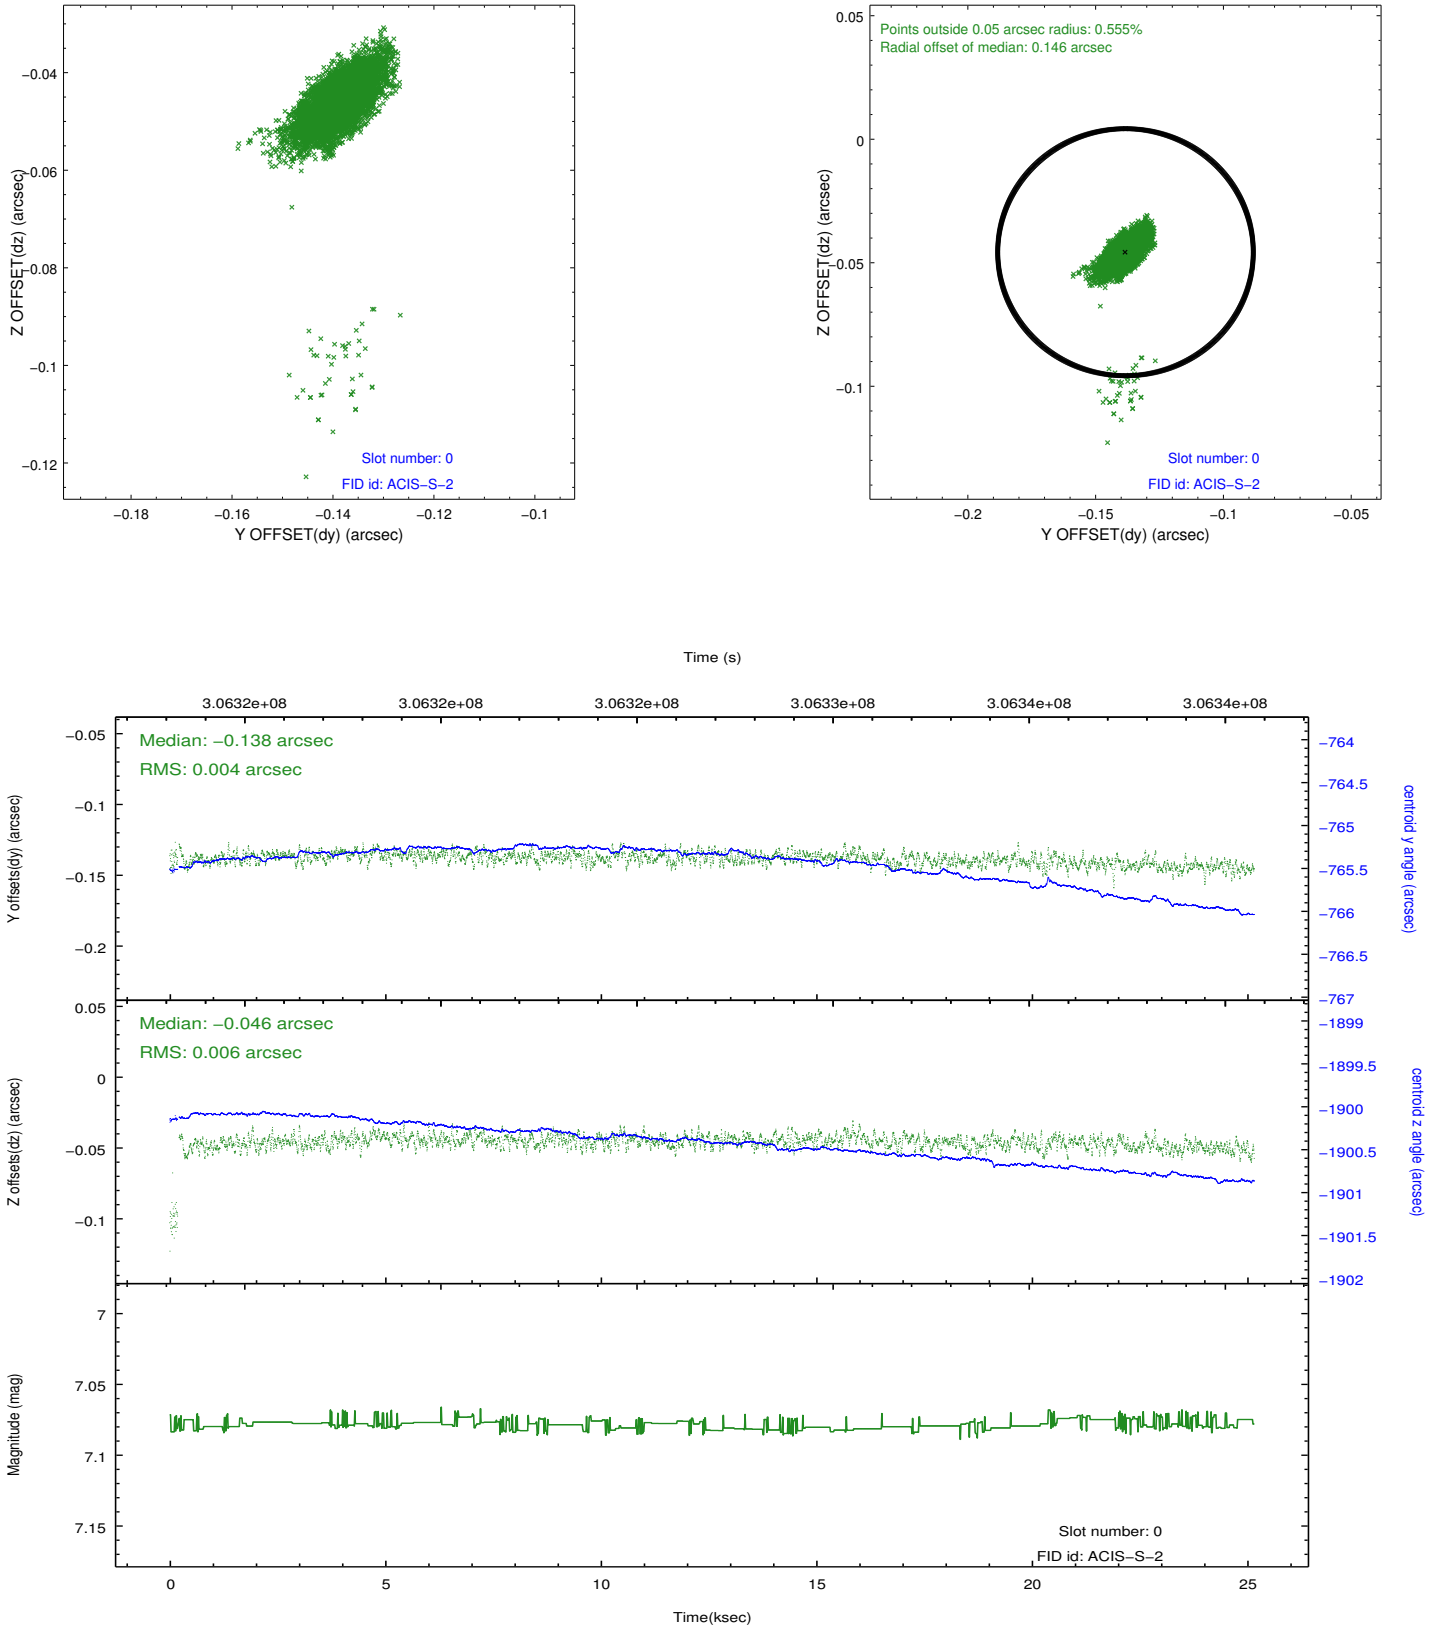 −0.04
−0.06
−0.08
−0.1
−0.12
Z OFFSET(dz) (arcsec)
Slot number: 0
FID id: ACIS−S−2
−0.18
−0.16
−0.14
−0.12
−0.1
Y OFFSET(dy) (arcsec)
0.05
0
−0.05
−0.1
Z OFFSET(dz) (arcsec)
Points outside 0.05 arcsec radius: 0.555%
Radial offset of median: 0.146 arcsec
Slot number: 0
FID id: ACIS−S−2
−0.2
−0.15
−0.1
−0.05
Y OFFSET(dy) (arcsec)
Time (s)
3.0632e+08
3.0632e+08
3.0632e+08
3.0633e+08
3.0634e+08
3.0634e+08
−0.05
−0.1
−0.15
−0.2
Y offsets(dy) (arcsec)
Median: −0.138 arcsec
RMS: 0.004 arcsec
−764
−764.5
−765
−765.5
−766
−766.5
−767
centroid y angle (arcsec)
0.05
0
−0.05
−0.1
Z offsets(dz) (arcsec)
Median: −0.046 arcsec
RMS: 0.006 arcsec
−1899
−1899.5
−1900
−1900.5
−1901
−1901.5
−1902
centroid z angle (arcsec)
7
7.05
7.1
7.15
Magnitude (mag)
Slot number: 0
FID id: ACIS−S−2
0
5
10
15
20
25
Time(ksec)